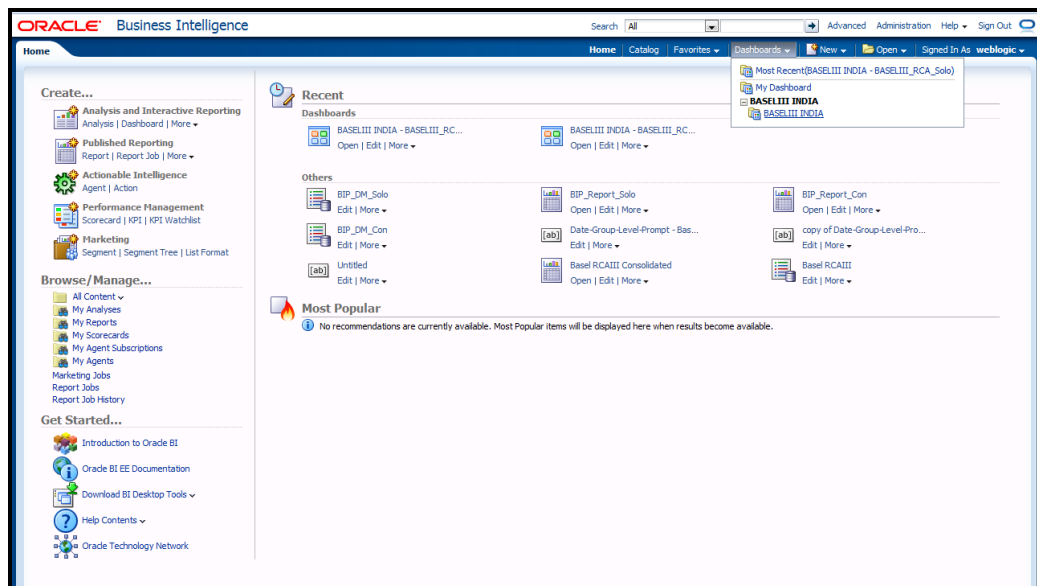 ORACLE Business Intelligence
Search All Advanced Administration Help Sign Out
Home
Home Catalog Favorites Dashboards New Open Signed In As weblogic
Most Recent(BASELIII INDIA - BASELIII_RCA_Solo)
My Dashboard
BASELIII INDIA
BASELIII INDIA
Create...
Analysis and Interactive Reporting
Analysis | Dashboard | More
Published Reporting
Report | Report Job | More
Actionable Intelligence
Agent | Action
Performance Management
Scorecard | KPI | KPI Watchlist
Marketing
Segment | Segment Tree | List Format
Browse/Manage...
All Content
My Analyses
My Reports
My Scorecards
My Agent Subscriptions
My Agents
Marketing Jobs
Report Jobs
Report Job History
Get Started...
Introduction to Oracle BI
Oracle BI EE Documentation
Download BI Desktop Tools
Help Contents
Oracle Technology Network
Recent
Dashboards
BASELIII INDIA - BASELIII_RC... BASELIII INDIA - BASELIII_RC...
Open | Edit | More Open | Edit | More
Others
BIP_DM_Solo BIP_Report_Solo BIP_Report_Con
Edit | More Open | Edit | More Open | Edit | More
BIP_DM_Con [ab] Date-Group-Level-Prompt - Bas... [ab] copy of Date-Group-Level-Pro...
Edit | More Edit | More Edit | More
[ab] Untitled Basel RCAIII Consolidated Basel RCAIII
Edit | More Open | Edit | More Edit | More
Most Popular
No recommendations are currently available. Most Popular items will be displayed here when results become available.